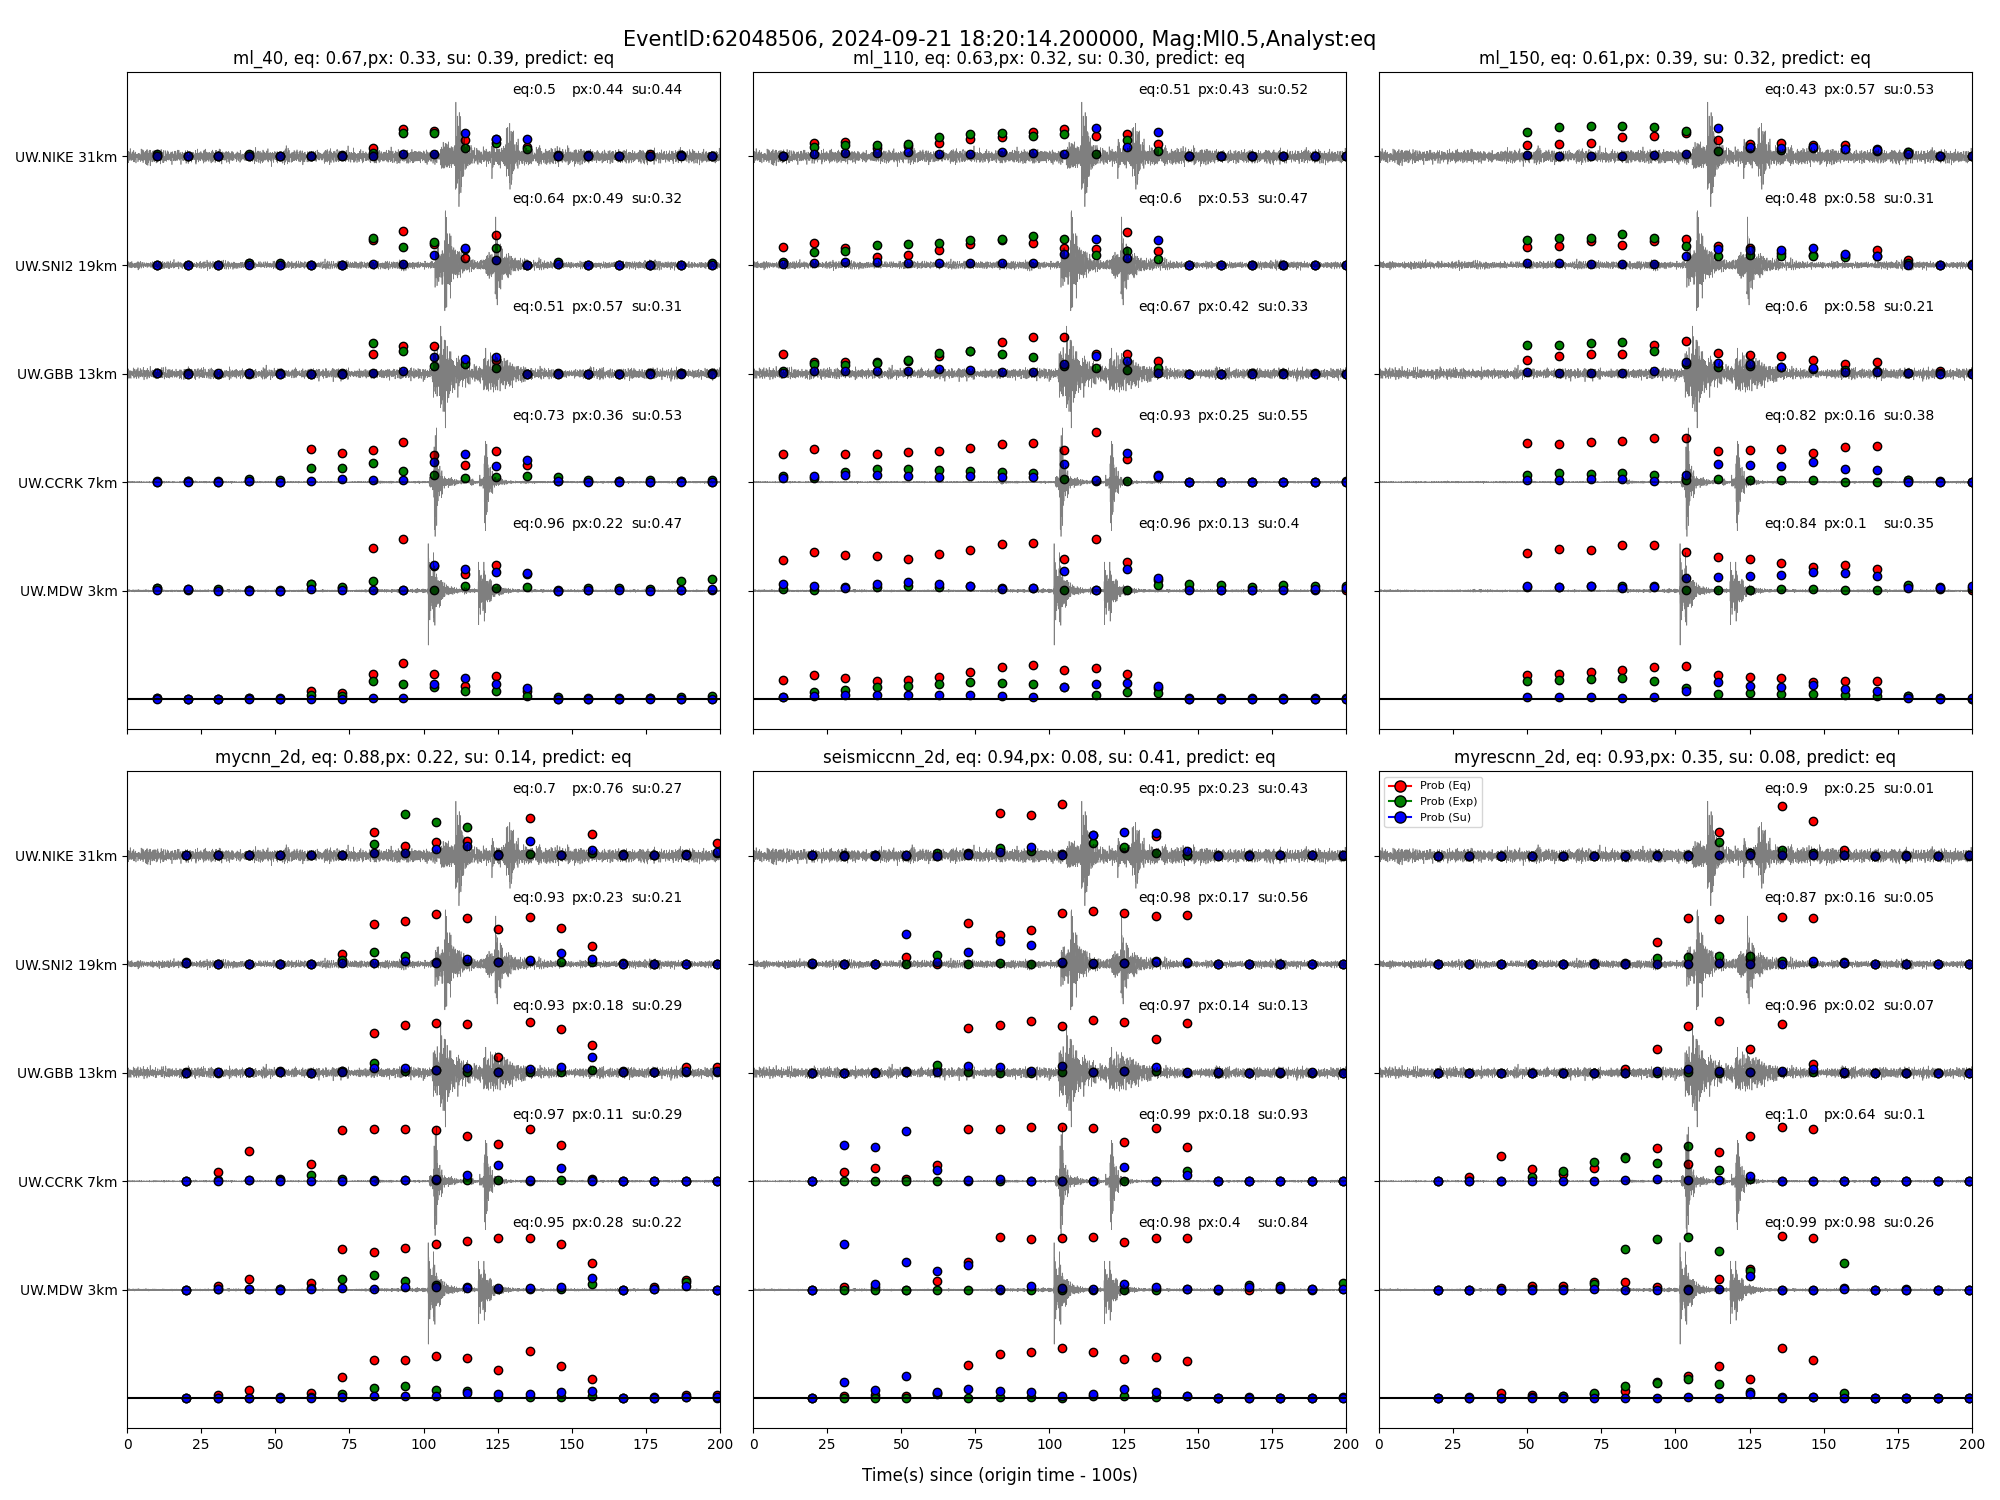 EventID:62048506, 2024-09-21 18:20:14.200000, Mag:Ml0.5,Analyst:eq
ml_40, eq: 0.67,px: 0.33, su: 0.39, predict: eq
eq:0.5 px:0.44 su:0.44
UW.NIKE 31km
eq:0.64 px:0.49 su:0.32
UW.SNI2 19km
eq:0.51 px:0.57 su:0.31
UW.GBB 13km
eq:0.73 px:0.36 su:0.53
UW.CCRK 7km
eq:0.96 px:0.22 su:0.47
UW.MDW 3km
ml_110, eq: 0.63,px: 0.32, su: 0.30, predict: eq
eq:0.51 px:0.43 su:0.52
eq:0.6 px:0.53 su:0.47
eq:0.67 px:0.42 su:0.33
eq:0.93 px:0.25 su:0.55
eq:0.96 px:0.13 su:0.4
ml_150, eq: 0.61,px: 0.39, su: 0.32, predict: eq
eq:0.43 px:0.57 su:0.53
eq:0.48 px:0.58 su:0.31
eq:0.6 px:0.58 su:0.21
eq:0.82 px:0.16 su:0.38
eq:0.84 px:0.1 su:0.35
mycnn_2d, eq: 0.88,px: 0.22, su: 0.14, predict: eq
eq:0.7 px:0.76 su:0.27
UW.NIKE 31km
eq:0.93 px:0.23 su:0.21
UW.SNI2 19km
eq:0.93 px:0.18 su:0.29
UW.GBB 13km
eq:0.97 px:0.11 su:0.29
UW.CCRK 7km
eq:0.95 px:0.28 su:0.22
UW.MDW 3km
0 25 50 75 100 125 150 175 200
seismiccnn_2d, eq: 0.94,px: 0.08, su: 0.41, predict: eq
eq:0.95 px:0.23 su:0.43
eq:0.98 px:0.17 su:0.56
eq:0.97 px:0.14 su:0.13
eq:0.99 px:0.18 su:0.93
eq:0.98 px:0.4 su:0.84
0 25 50 75 100 125 150 175 200
myrescnn_2d, eq: 0.93,px: 0.35, su: 0.08, predict: eq
Prob (Eq)
Prob (Exp)
Prob (Su)
eq:0.9 px:0.25 su:0.01
eq:0.87 px:0.16 su:0.05
eq:0.96 px:0.02 su:0.07
eq:1.0 px:0.64 su:0.1
eq:0.99 px:0.98 su:0.26
0 25 50 75 100 125 150 175 200
Time(s) since (origin time - 100s)